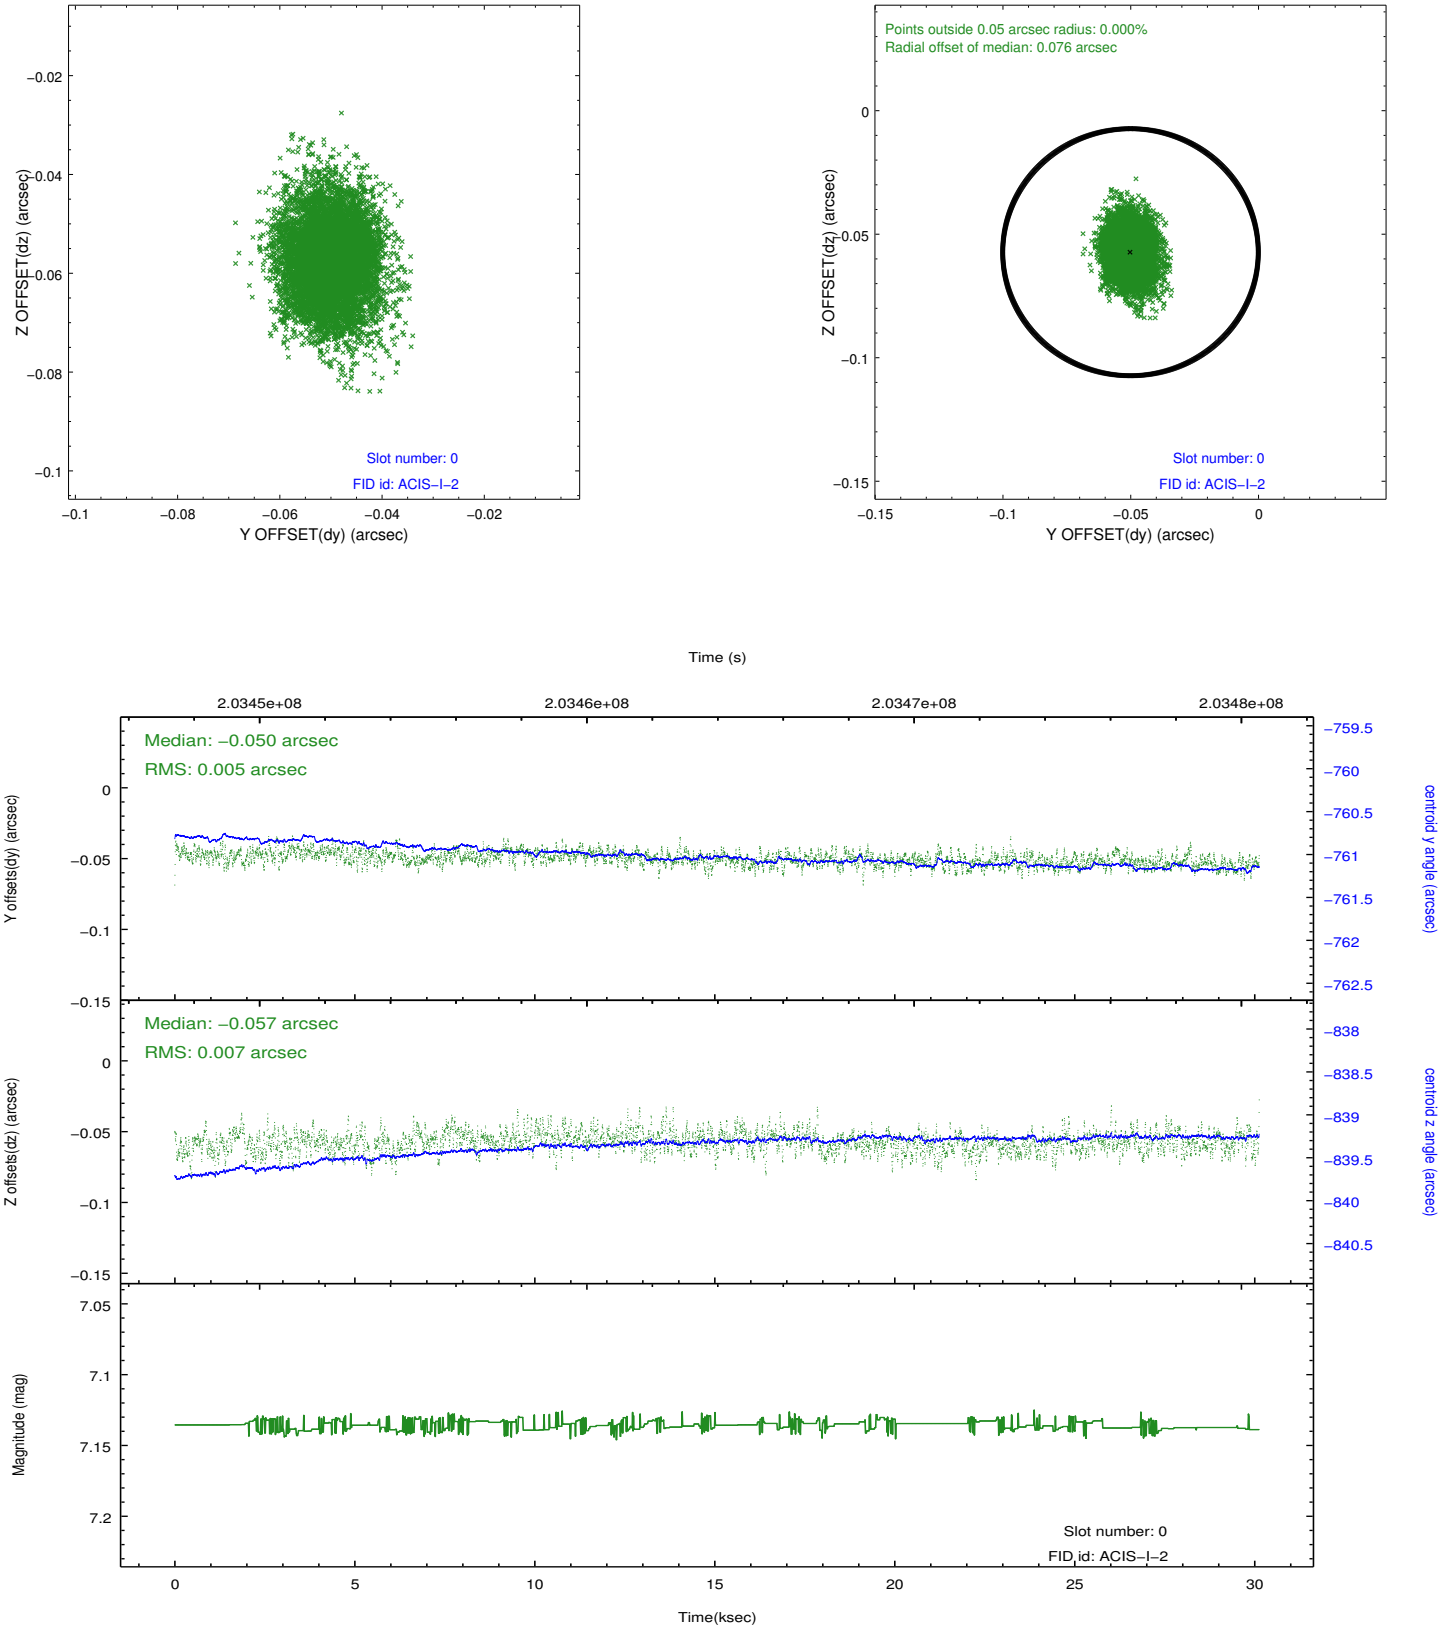 −0.02
−0.04
−0.06
−0.08
−0.1
Z OFFSET(dz) (arcsec)
Slot number: 0
FID id: ACIS−I−2
−0.1
−0.08
−0.06
−0.04
−0.02
Y OFFSET(dy) (arcsec)
Points outside 0.05 arcsec radius: 0.000%
Radial offset of median: 0.076 arcsec
0
−0.05
−0.1
−0.15
Z OFFSET(dz) (arcsec)
Slot number: 0
FID id: ACIS−I−2
−0.15
−0.1
−0.05
0
Y OFFSET(dy) (arcsec)
Time (s)
2.0345e+08
2.0346e+08
2.0347e+08
2.0348e+08
Median: −0.050 arcsec
RMS: 0.005 arcsec
0
−0.05
−0.1
−0.15
Y offsets(dy) (arcsec)
−759.5
−760
−760.5
−761
−761.5
−762
−762.5
centroid y angle (arcsec)
Median: −0.057 arcsec
RMS: 0.007 arcsec
0
−0.05
−0.1
−0.15
Z offsets(dz) (arcsec)
−838
−838.5
−839
−839.5
−840
−840.5
centroid z angle (arcsec)
7.05
7.1
7.15
7.2
Magnitude (mag)
Slot number: 0
FID id: ACIS−I−2
0
5
10
15
20
25
30
Time(ksec)